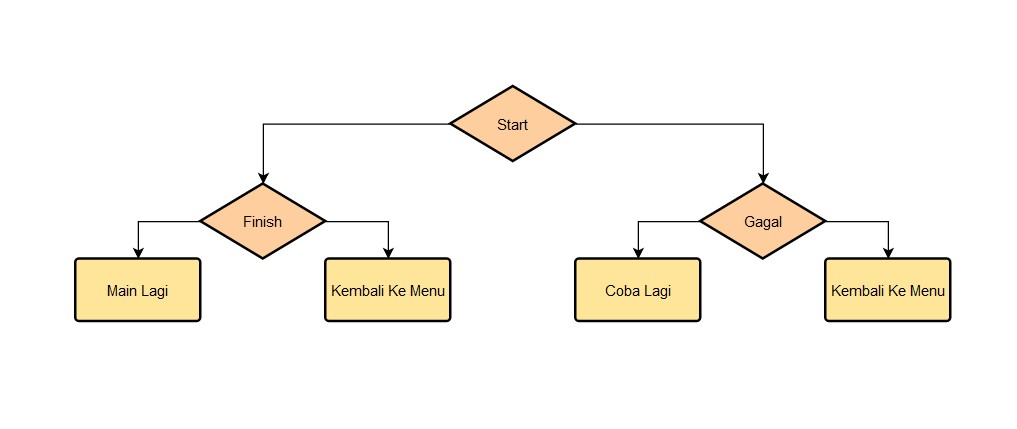 Start
Finish
Gagal
Main Lagi
Kembali Ke Menu
Coba Lagi
Kembali Ke Menu